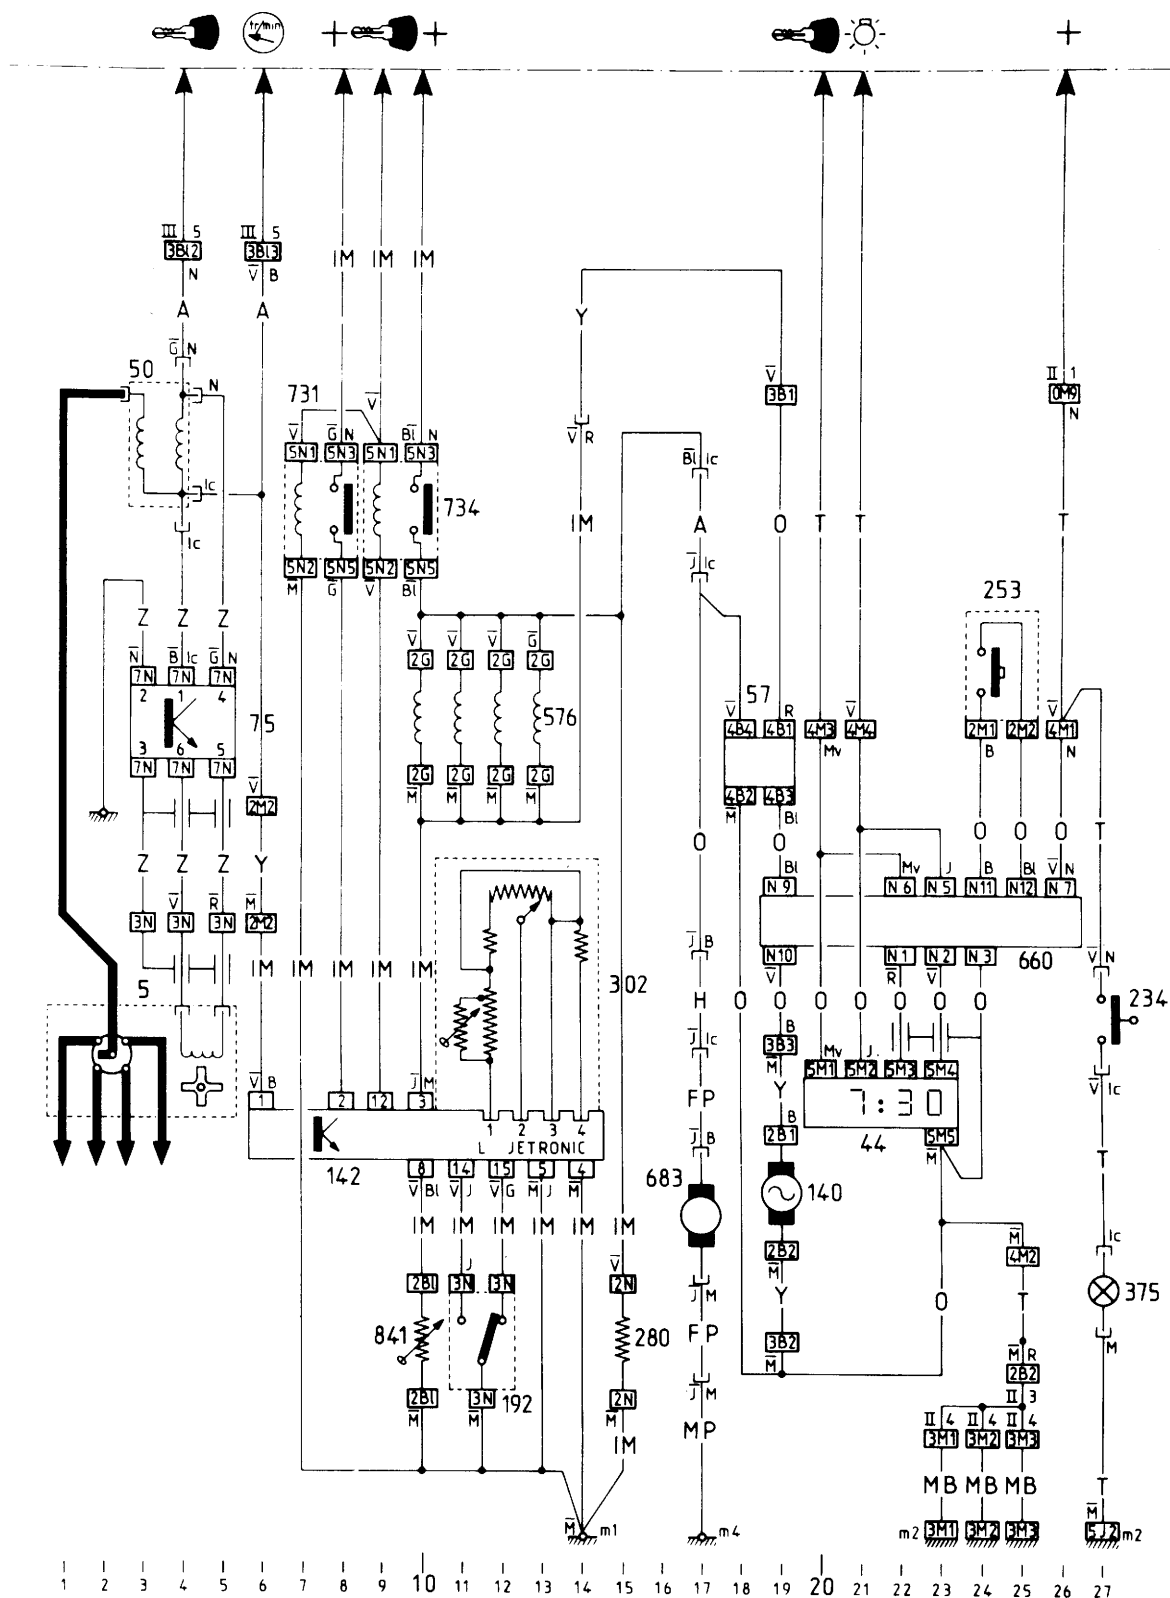 tr/min
+ + +
III 5 III 5
3Bl2 3Bl3
N V B
A A IM IM IM
Y
V
3B1
II 1
0M9
N
G N
50
N
731 V
V G N Bl N
V R
Bl Ic
5N1 5N3 5N1 5N3
Ic
734
IM A O T T T
Ic
J Ic
5N2 5N5 5N2 5N5
M G V Bl
253
Z Z Z
V V V G
N B Ic G N
7N 7N 7N
2G 2G 2G 2G
2 1 4
57
75
576
V R V V
4B4 4B1 4M3 4M4 2M1 2M2 4M1
Mv B N
3 6 5
7N 7N 7N
V
2G 2G 2G 2G
M M M M
4B2 4B3
M Bl
2M2
O O O O O T
Z Z Z Y
Bl Mv J B Bl V N
N9 N6 N5 N11 N12 N7
V R M
3N 3N 3N 2M2
J B
N10 N1 N2 N3
660
V R V
V N
IM IM IM IM IM
5
302
H O O O O O
234
J Ic
B
3B3
M
Mv J
5M1 5M2 5M3 5M4
V Ic
V B J M
1 2 12 3
Y
FP
7:30
1 2 3 4
L JETRONIC
B
2B1
J B
44
5M5
M
T
142
8 14 15 5 4
V Bl V J V G M J M
683
140
IM IM IM IM IM IM
M
4M2
Ic
2B2
M
J V
2Bl 3N 3N 2N
J M
Y
O T
375
841
280
FP
M
3B2
M
M R
2B2
II 3
2Bl 3N 192 2N
M M M
J M
MP
IM
II 4 II 4 II 4
3M1 3M2 3M3
MB MB MB T
M m1 m4
M
m2 3M1 3M2 3M3 5J2 m2
1 2 3 4 5 6 7 8 9 10 11 12 13 14 15 16 17 18 19 20 21 22 23 24 25 26 27